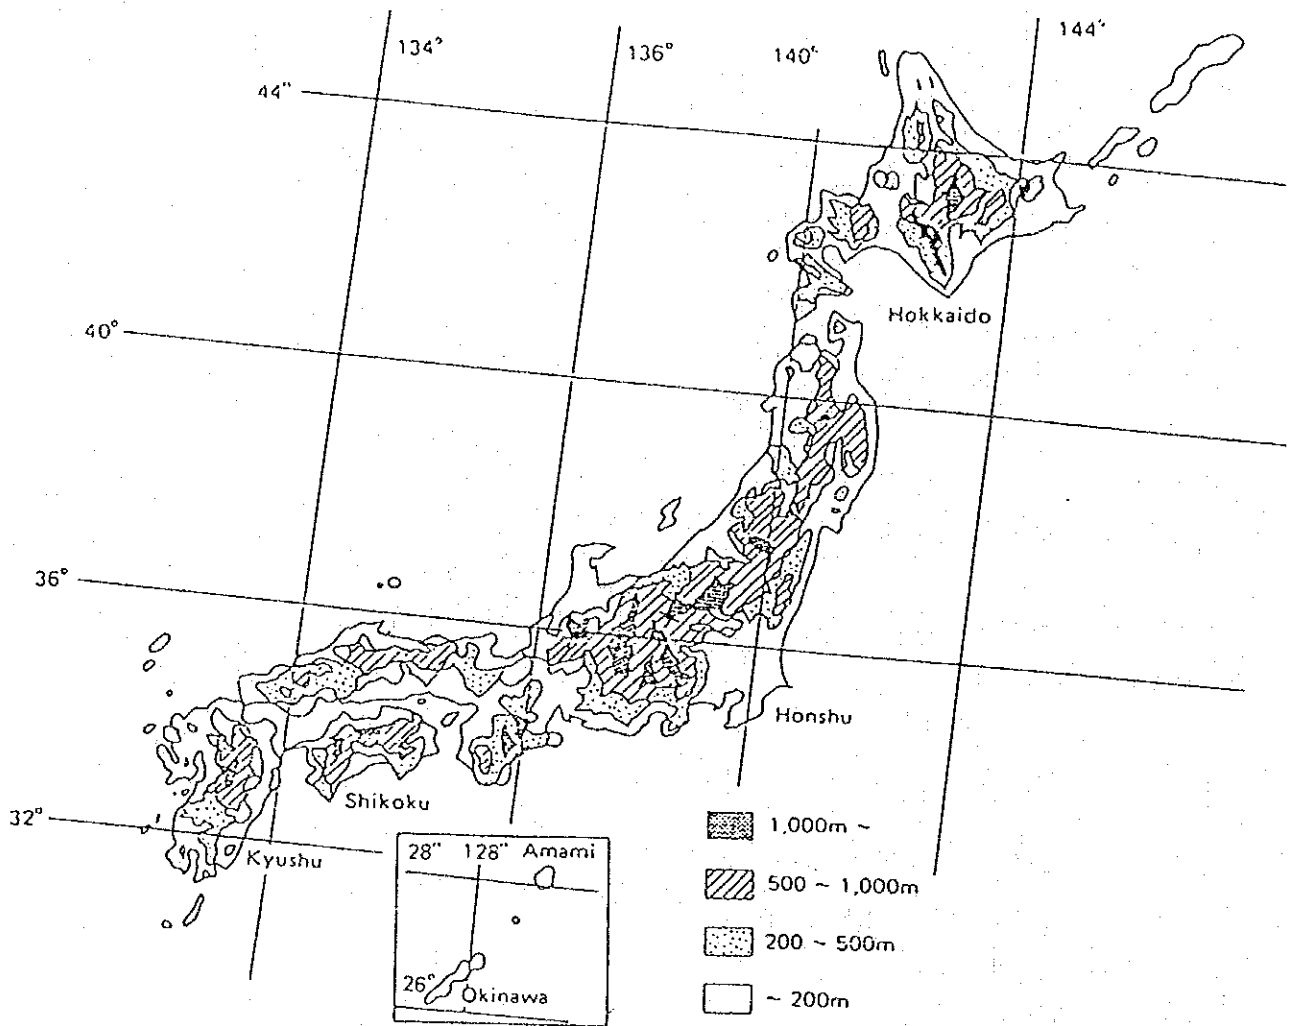 134°
136°
140°
144°
44°
Hokkaido
40°
36°
Honshu
Shikoku
32°
Kyushu
28° 128° Amami
26° Okinawa
1,000m ~
500 ~ 1,000m
200 ~ 500m
~ 200m